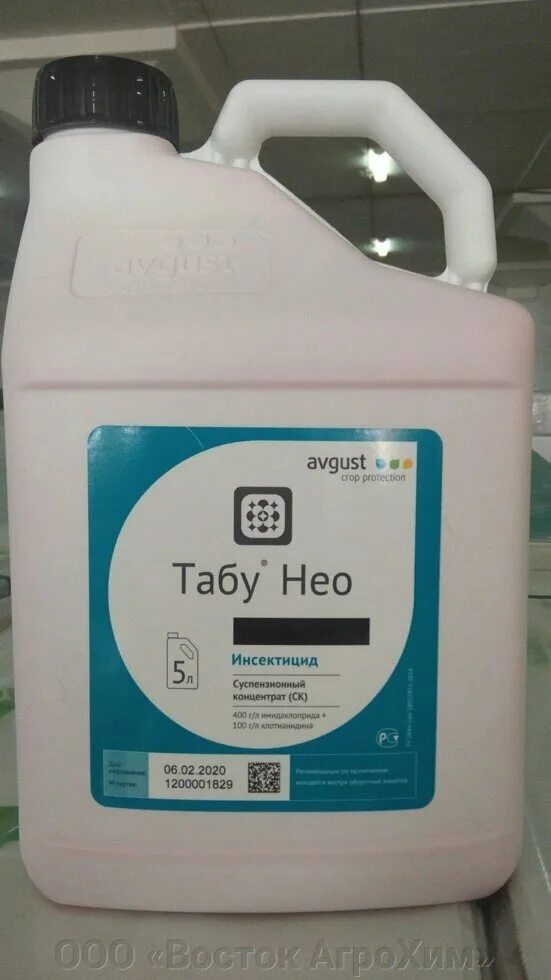 avgust
avgust
crop protection
Табу® Нео
5л
Инсектицид
Суспензионный
концентрат (СК)
400 г/л имидаклоприда +
100 г/л клотианидина
Дата
изготовления:
№ партии:
06.02.2020
1200001829
Рекомендации по применению
находятся внутри оборотной этикетки
ООО «Восток АгроХим»